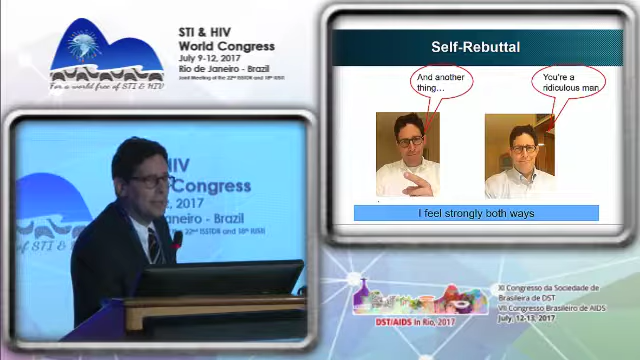 STI & HIV
World Congress
July 9-12, 2017
Rio de Janeiro - Brazil
For a world free of STI & HIV
HIV
Congress
, 2017
Janeiro - Brazil
of STI & HIV
Self-Rebuttal
And another
thing…
You're a
ridiculous man
I feel strongly both ways
DST/AIDS in Rio, 2017
XI Congresso da Sociedade de
Brasileira de DST
VII Congresso Brasileiro de AIDS
July, 12-13, 2017